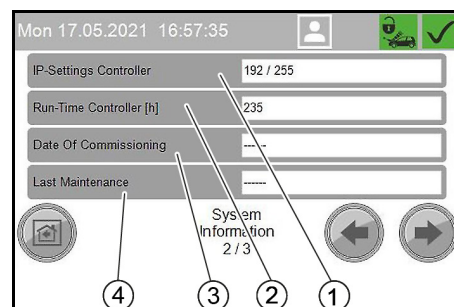 Mon 17.05.2021 16:57:35
IP-Settings Controller 192 / 255
Run-Time Controller [h] 235
Date Of Commissioning ------
Last Maintenance ------
System
Information
2 / 3
4 3 2 1